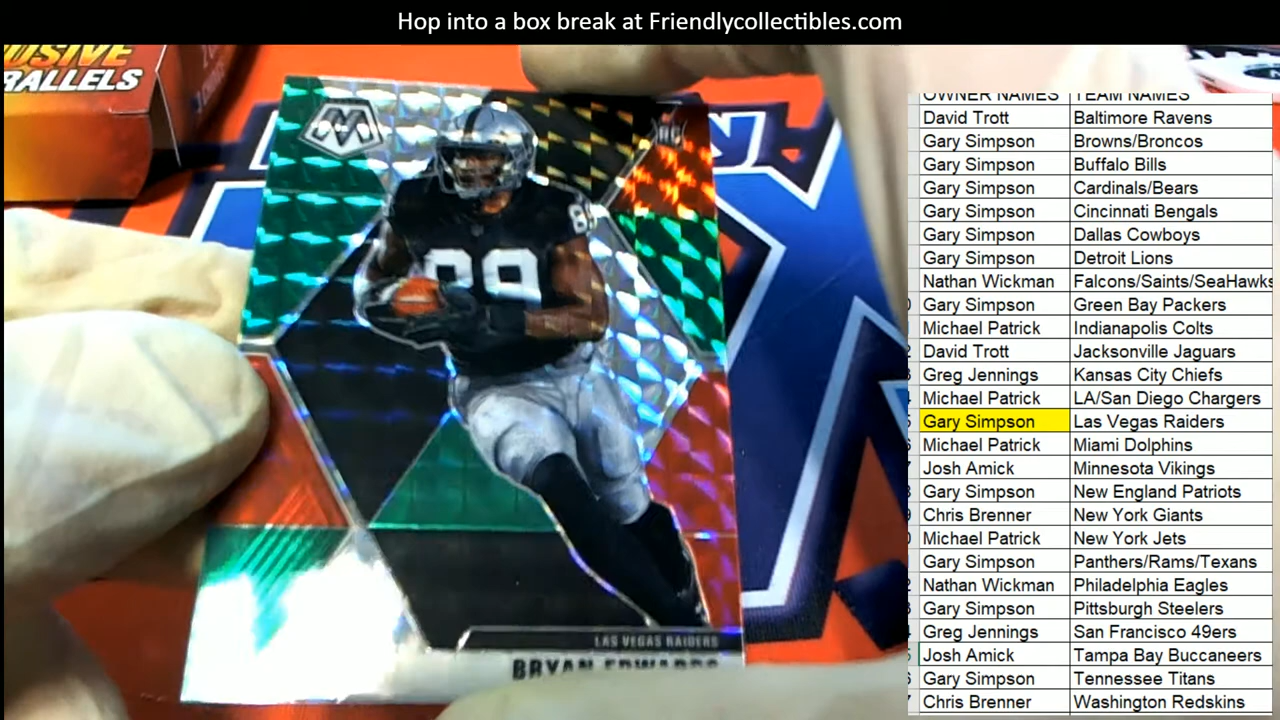 Hop into a box break at Friendlycollectibles.com
RALLELS
OWNER NAMES TEAM NAMES
David Trott Baltimore Ravens
Gary Simpson Browns/Broncos
Gary Simpson Buffalo Bills
Gary Simpson Cardinals/Bears
Gary Simpson Cincinnati Bengals
Gary Simpson Dallas Cowboys
Gary Simpson Detroit Lions
Nathan Wickman Falcons/Saints/SeaHawks
Gary Simpson Green Bay Packers
Michael Patrick Indianapolis Colts
David Trott Jacksonville Jaguars
Greg Jennings Kansas City Chiefs
Michael Patrick LA/San Diego Chargers
Gary Simpson Las Vegas Raiders
Michael Patrick Miami Dolphins
Josh Amick Minnesota Vikings
Gary Simpson New England Patriots
Chris Brenner New York Giants
Michael Patrick New York Jets
Gary Simpson Panthers/Rams/Texans
Nathan Wickman Philadelphia Eagles
Gary Simpson Pittsburgh Steelers
Greg Jennings San Francisco 49ers
Josh Amick Tampa Bay Buccaneers
Gary Simpson Tennessee Titans
Chris Brenner Washington Redskins
M
RC
89
89
LAS VEGAS RAIDERS
BRYAN EDWARDS